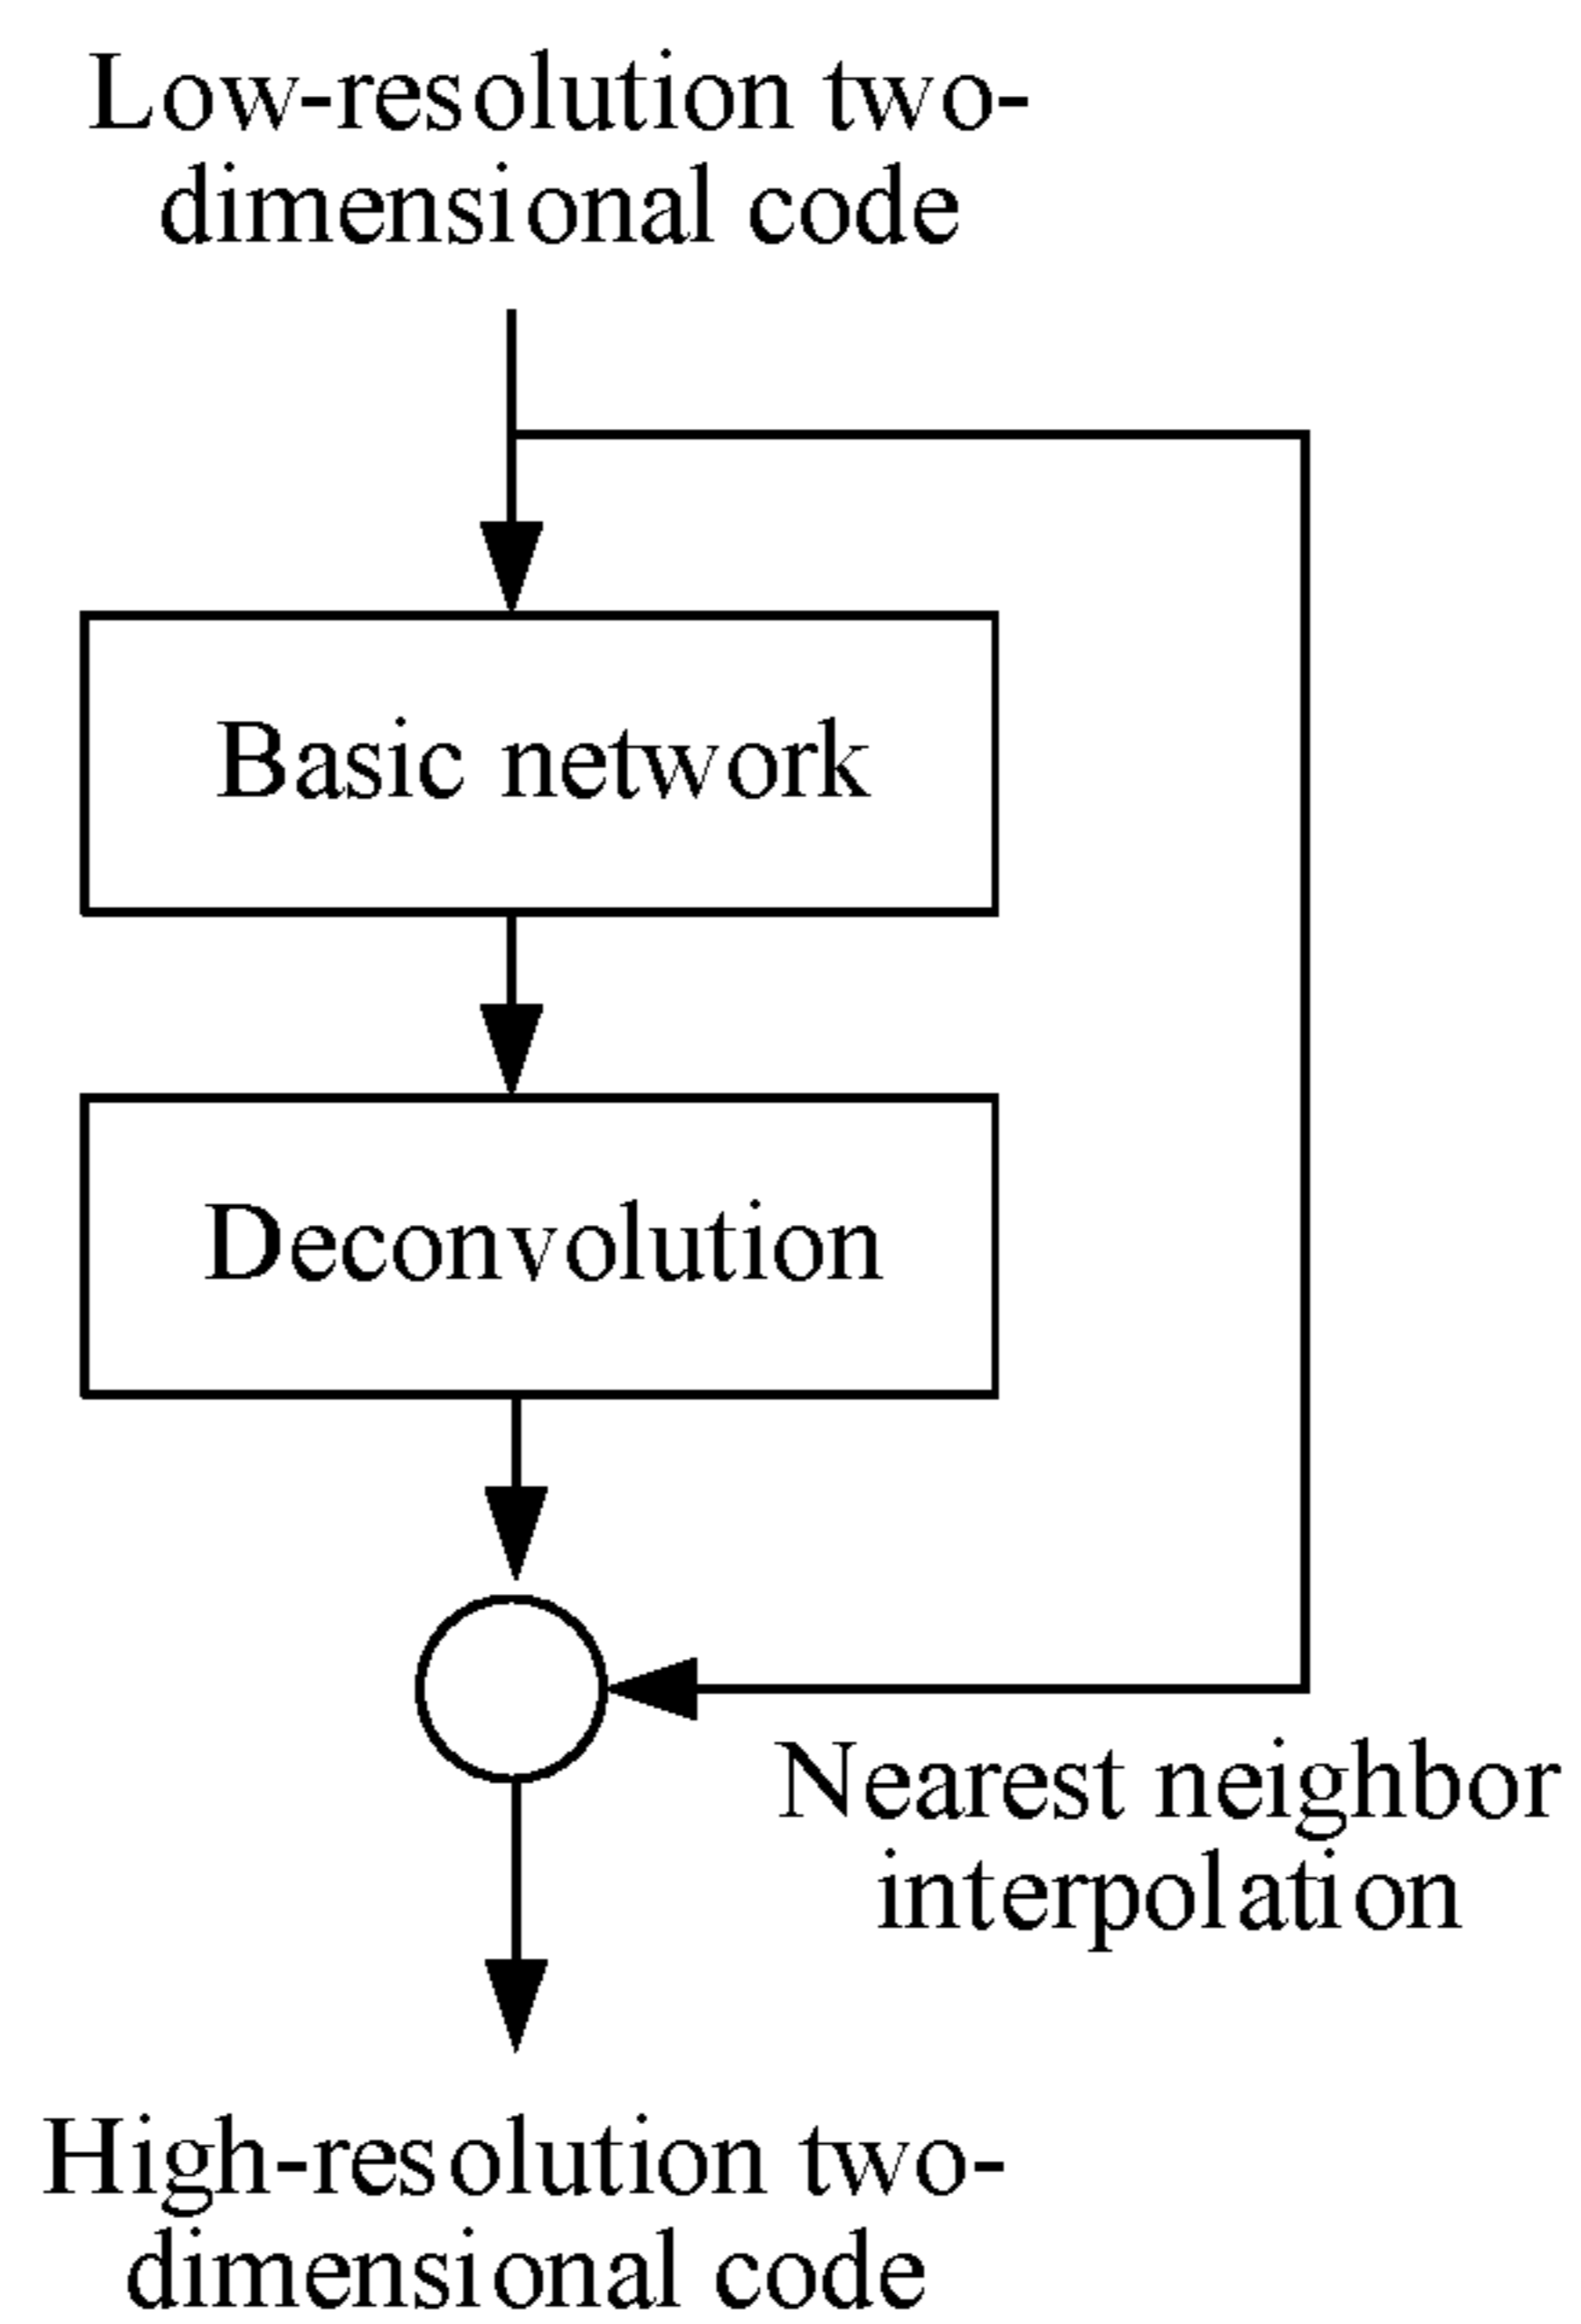 Low-resolution two-
dimensional code
Basic network
Deconvolution
Nearest neighbor
interpolation
High-resolution two-
dimensional code